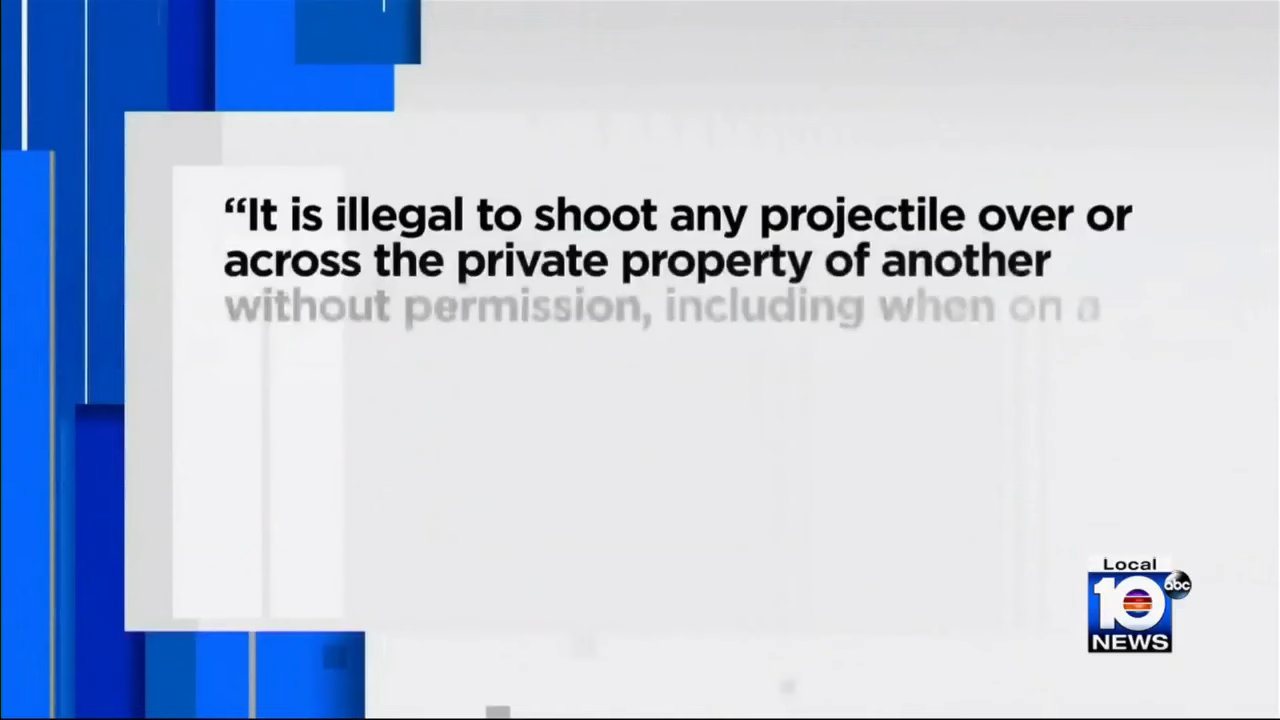 “It is illegal to shoot any projectile over or
across the private property of another
without permission, including when on a
Local
10
abc
NEWS